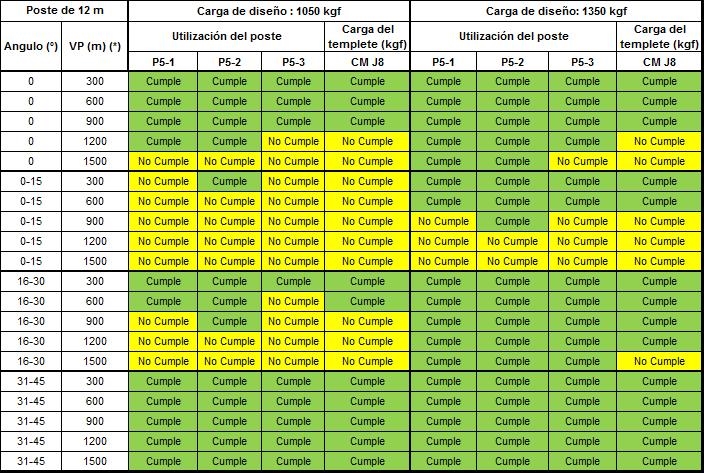 Poste de 12 m Carga de diseño : 1050 kgf Carga de diseño: 1350 kgf
Angulo (°) VP (m) (*) Utilización del poste Carga del templete (kgf) Utilización del poste Carga del templete (kgf)
P5-1 P5-2 P5-3 CM J8 P5-1 P5-2 P5-3 CM J8
0 300 Cumple Cumple Cumple Cumple Cumple Cumple Cumple Cumple
0 600 Cumple Cumple Cumple Cumple Cumple Cumple Cumple Cumple
0 900 Cumple Cumple Cumple Cumple Cumple Cumple Cumple Cumple
0 1200 Cumple Cumple No Cumple No Cumple Cumple Cumple Cumple No Cumple
0 1500 No Cumple No Cumple No Cumple No Cumple Cumple Cumple No Cumple No Cumple
0-15 300 No Cumple Cumple No Cumple No Cumple Cumple Cumple Cumple Cumple
0-15 600 No Cumple No Cumple No Cumple No Cumple Cumple Cumple Cumple Cumple
0-15 900 No Cumple No Cumple No Cumple No Cumple No Cumple Cumple No Cumple No Cumple
0-15 1200 No Cumple No Cumple No Cumple No Cumple No Cumple No Cumple No Cumple No Cumple
0-15 1500 No Cumple No Cumple No Cumple No Cumple No Cumple No Cumple No Cumple No Cumple
16-30 300 Cumple Cumple Cumple Cumple Cumple Cumple Cumple Cumple
16-30 600 Cumple Cumple No Cumple Cumple Cumple Cumple Cumple Cumple
16-30 900 No Cumple Cumple No Cumple No Cumple Cumple Cumple Cumple Cumple
16-30 1200 No Cumple No Cumple No Cumple No Cumple Cumple Cumple Cumple Cumple
16-30 1500 No Cumple No Cumple No Cumple No Cumple Cumple Cumple Cumple No Cumple
31-45 300 Cumple Cumple Cumple Cumple Cumple Cumple Cumple Cumple
31-45 600 Cumple Cumple Cumple Cumple Cumple Cumple Cumple Cumple
31-45 900 Cumple Cumple Cumple Cumple Cumple Cumple Cumple Cumple
31-45 1200 Cumple Cumple Cumple Cumple Cumple Cumple Cumple Cumple
31-45 1500 Cumple Cumple Cumple Cumple Cumple Cumple Cumple Cumple